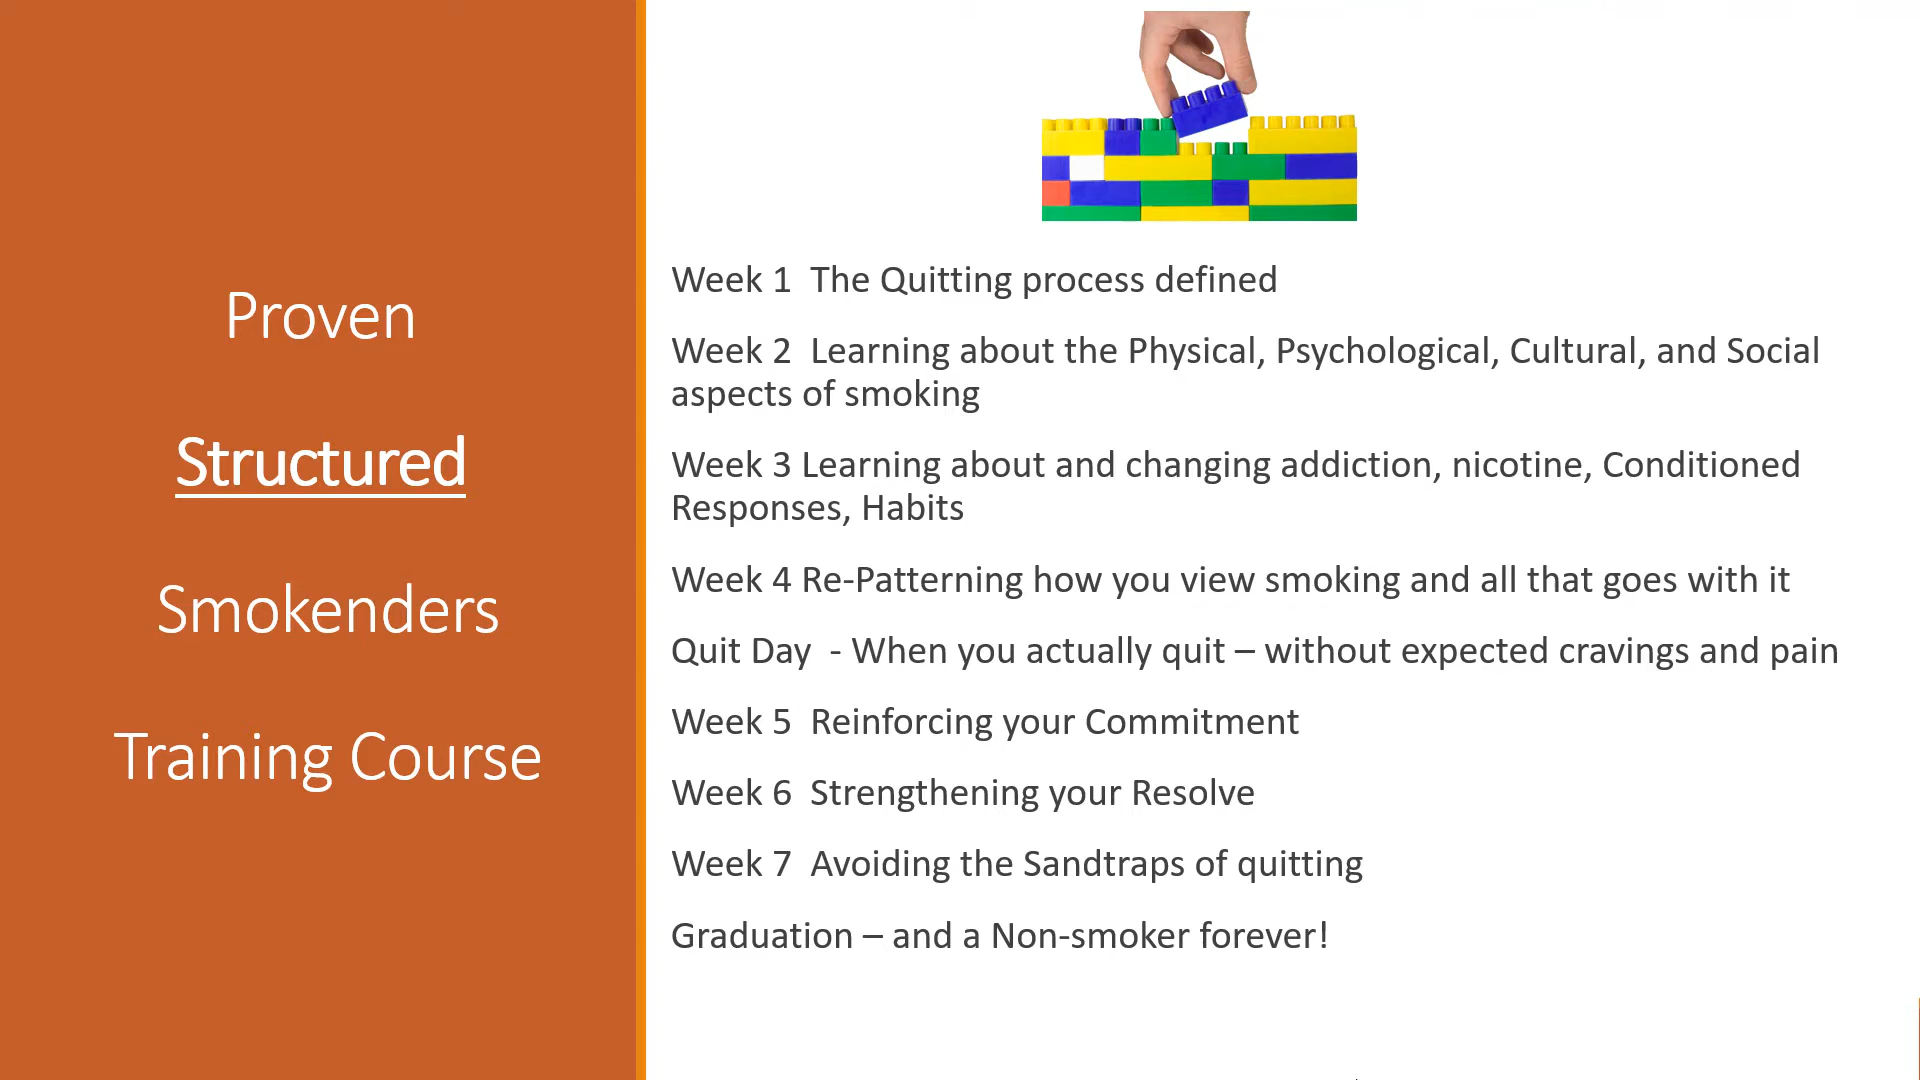 Proven
Structured
Smokenders
Training Course
Week 1  The Quitting process defined
Week 2  Learning about the Physical, Psychological, Cultural, and Social
aspects of smoking
Week 3 Learning about and changing addiction, nicotine, Conditioned
Responses, Habits
Week 4 Re-Patterning how you view smoking and all that goes with it
Quit Day  - When you actually quit – without expected cravings and pain
Week 5  Reinforcing your Commitment
Week 6  Strengthening your Resolve
Week 7  Avoiding the Sandtraps of quitting
Graduation – and a Non-smoker forever!